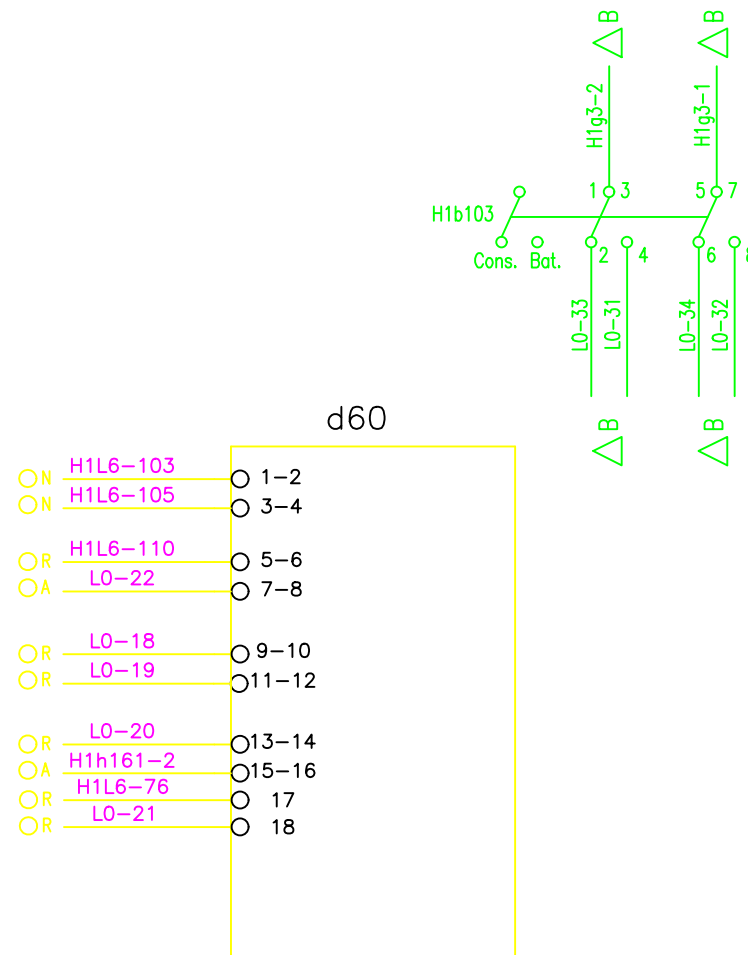 B B
H1g3-2 H1g3-1
1 3 5 7
H1b103
Cons. Bat. 2 4 6 8
L0-33 L0-31 L0-34 L0-32
B B
d60
N H1L6-103 1-2
N H1L6-105 3-4
R H1L6-110 5-6
A L0-22 7-8
R L0-18 9-10
R L0-19 11-12
R L0-20 13-14
A H1h161-2 15-16
R H1L6-76 17
R L0-21 18